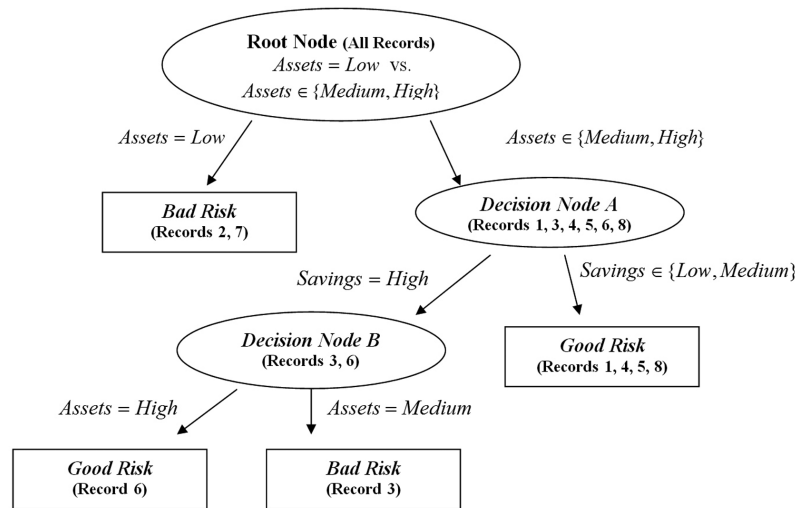 Root Node (All Records)
Assets = Low vs.
Assets ∈ {Medium, High}
Assets = Low
Assets ∈ {Medium, High}
Bad Risk
(Records 2, 7)
Decision Node A
(Records 1, 3, 4, 5, 6, 8)
Savings = High
Savings ∈ {Low, Medium}
Decision Node B
(Records 3, 6)
Good Risk
(Records 1, 4, 5, 8)
Assets = High
Assets = Medium
Good Risk
(Record 6)
Bad Risk
(Record 3)